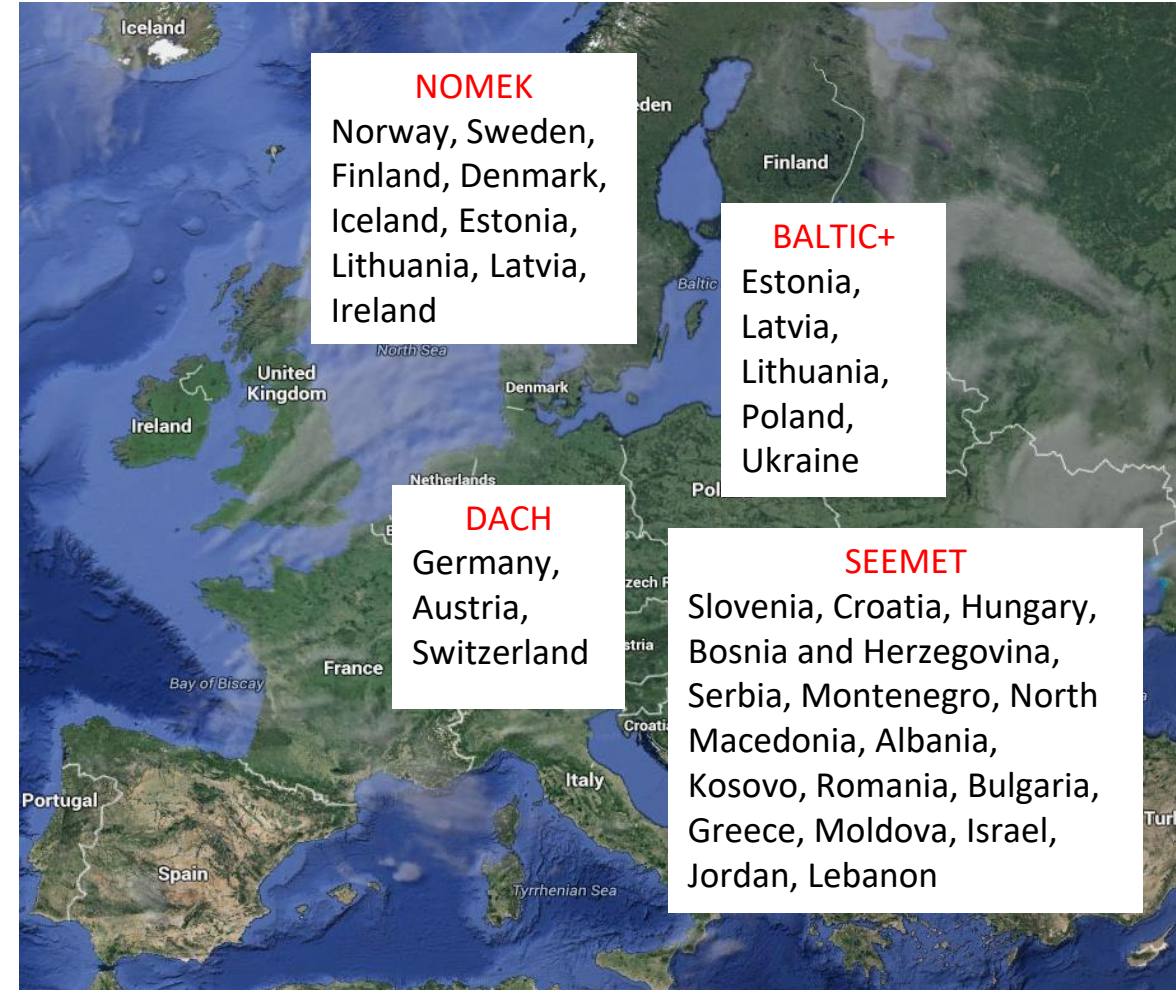 Iceland
NOMEK
Norway, Sweden,
Finland, Denmark,
Iceland, Estonia,
Lithuania, Latvia,
Ireland
eden
Finland
BALTIC+
Estonia,
Latvia,
Lithuania,
Poland,
Ukraine
Baltic
North Sea
United
Kingdom
Ireland
Denmark
Netherlands
Pol
DACH
Germany,
Austria,
Switzerland
SEEMET
Slovenia, Croatia, Hungary,
Bosnia and Herzegovina,
Serbia, Montenegro, North
Macedonia, Albania,
Kosovo, Romania, Bulgaria,
Greece, Moldova, Israel,
Jordan, Lebanon
zech R
stria
France
Bay of Biscay
Croatia
Italy
Portugal
Spain
Tyrrhenian Sea
Turk